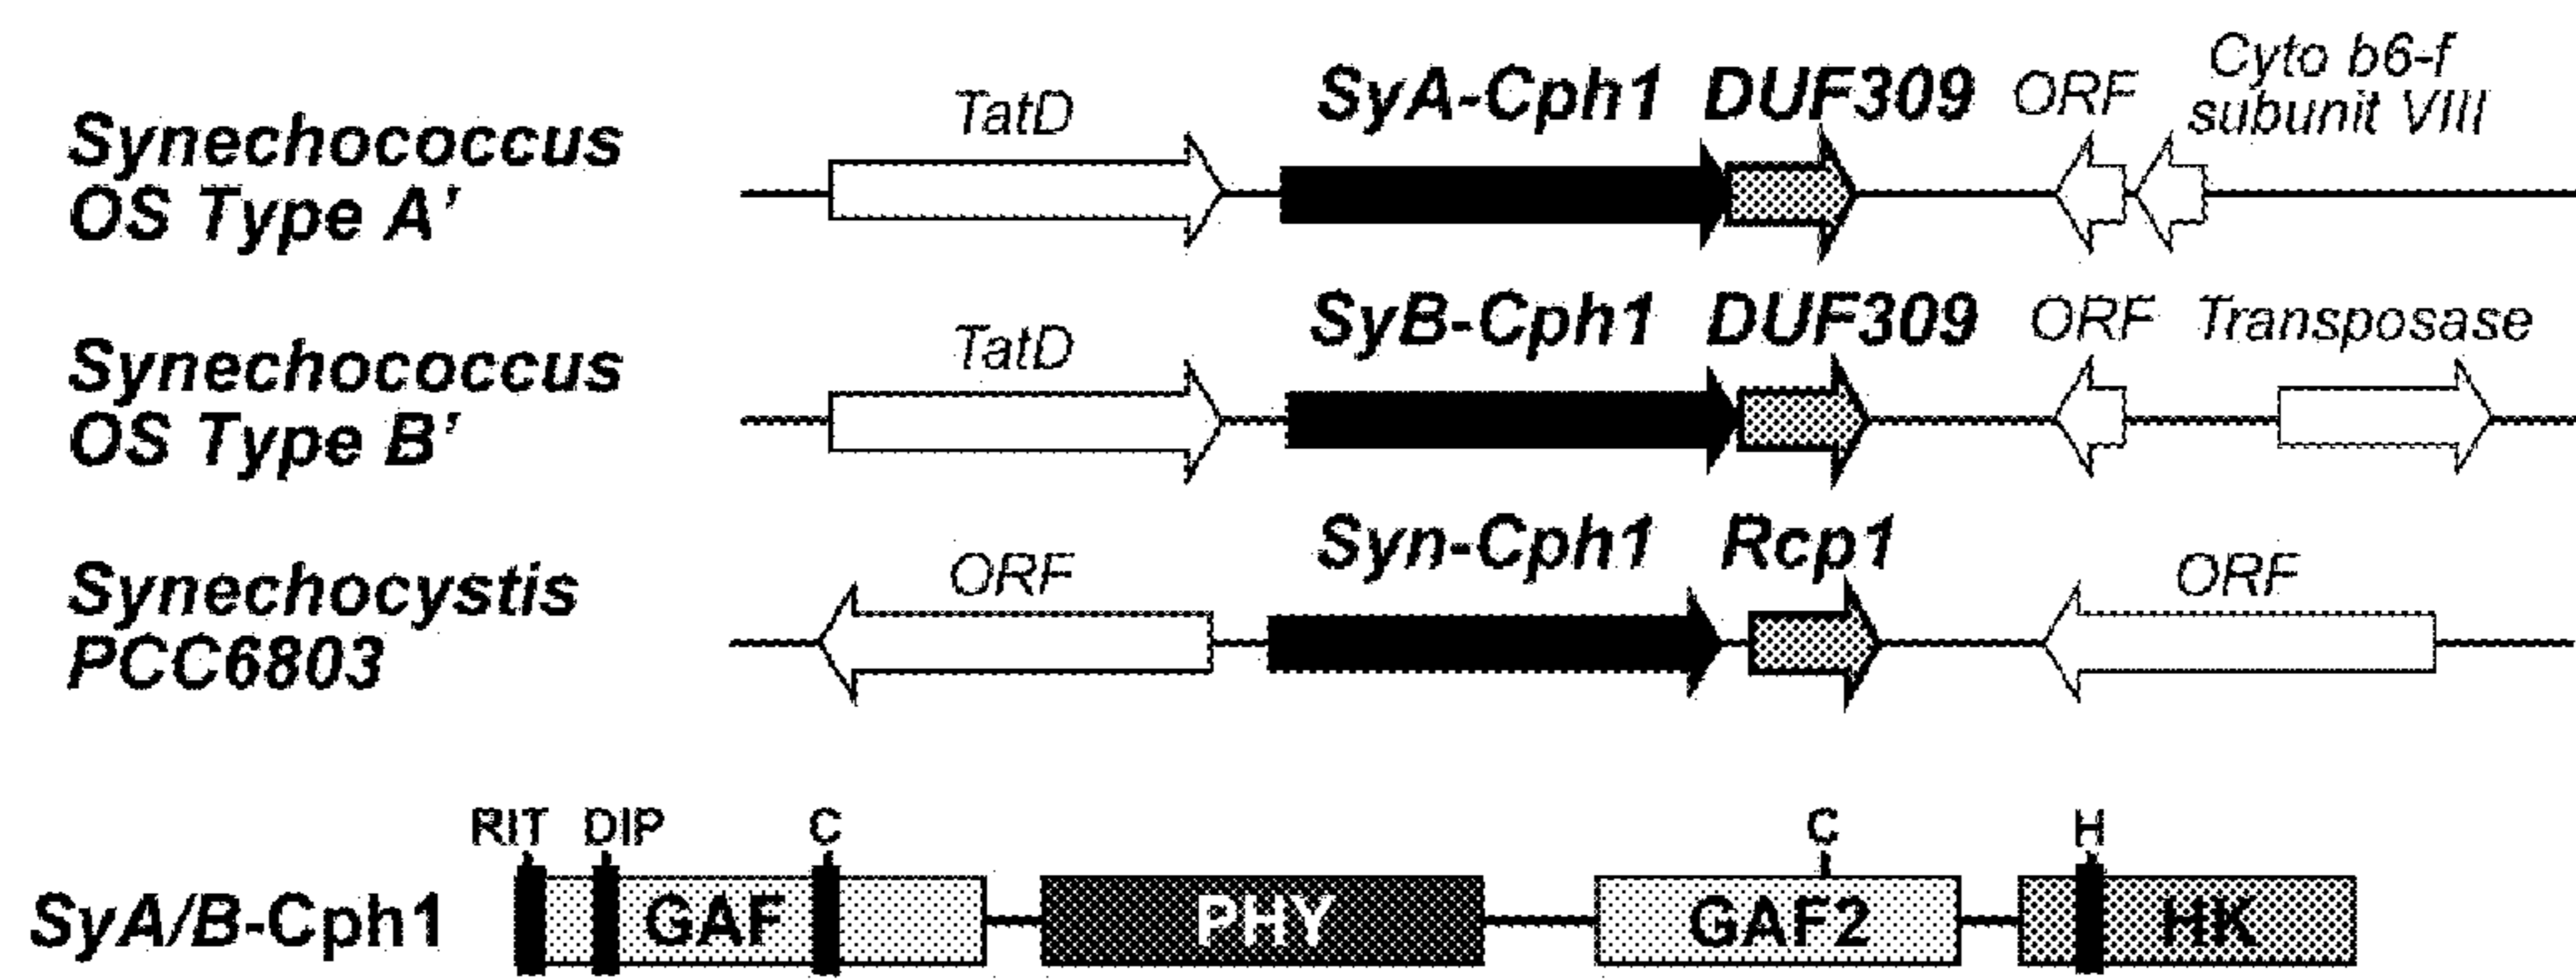 Cyto b6-f
TatD SyA-Cph1 DUF309 ORF subunit VIII
Synechococcus
OS Type A'
TatD SyB-Cph1 DUF309 ORF Transposase
Synechococcus
OS Type B'
ORF Syn-Cph1 Rcp1 ORF
Synechocystis
PCC6803
RIT DIP C C H
SyA/B-Cph1 GAF PHY GAF2 HK